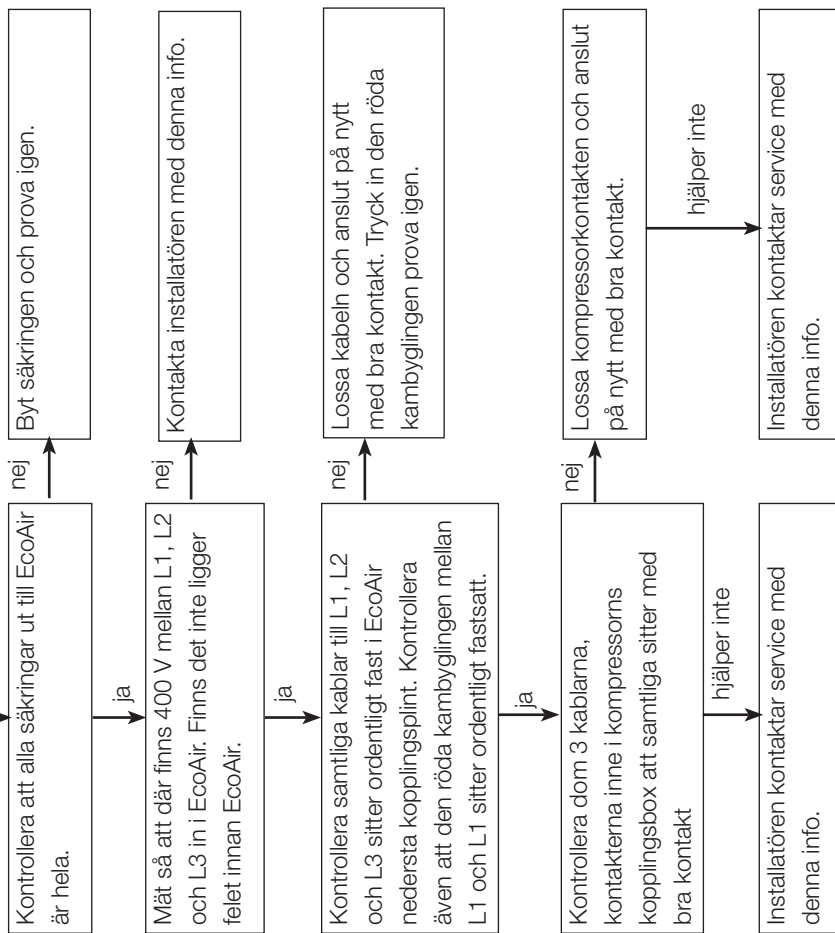 Kontrollera att alla säkringar ut till EcoAir
är hela.
nej
Byt säkringen och prova igen.
ja
Mät så att där finns 400 V mellan L1, L2
och L3 in i EcoAir. Finns det inte ligger
felet innan EcoAir.
nej
Kontakta installatören med denna info.
ja
Kontrollera samtliga kablar till L1, L2
och L3 sitter ordentligt fast i EcoAir
nedersta kopplingsplint. Kontrollera
även att den röda kambyglingen mellan
L1 och L1 sitter ordentligt fastsatt.
nej
Lossa kabeln och anslut på nytt
med bra kontakt. Tryck in den röda
kambyglingen prova igen.
ja
Kontrollera dom 3 kablarna,
kontakterna inne i kompressorns
kopplingsbox att samtliga sitter med
bra kontakt
nej
Lossa kompressorkontakten och anslut
på nytt med bra kontakt.
hjälper inte
Installatören kontaktar service med
denna info.
hjälper inte
Installatören kontaktar service med
denna info.